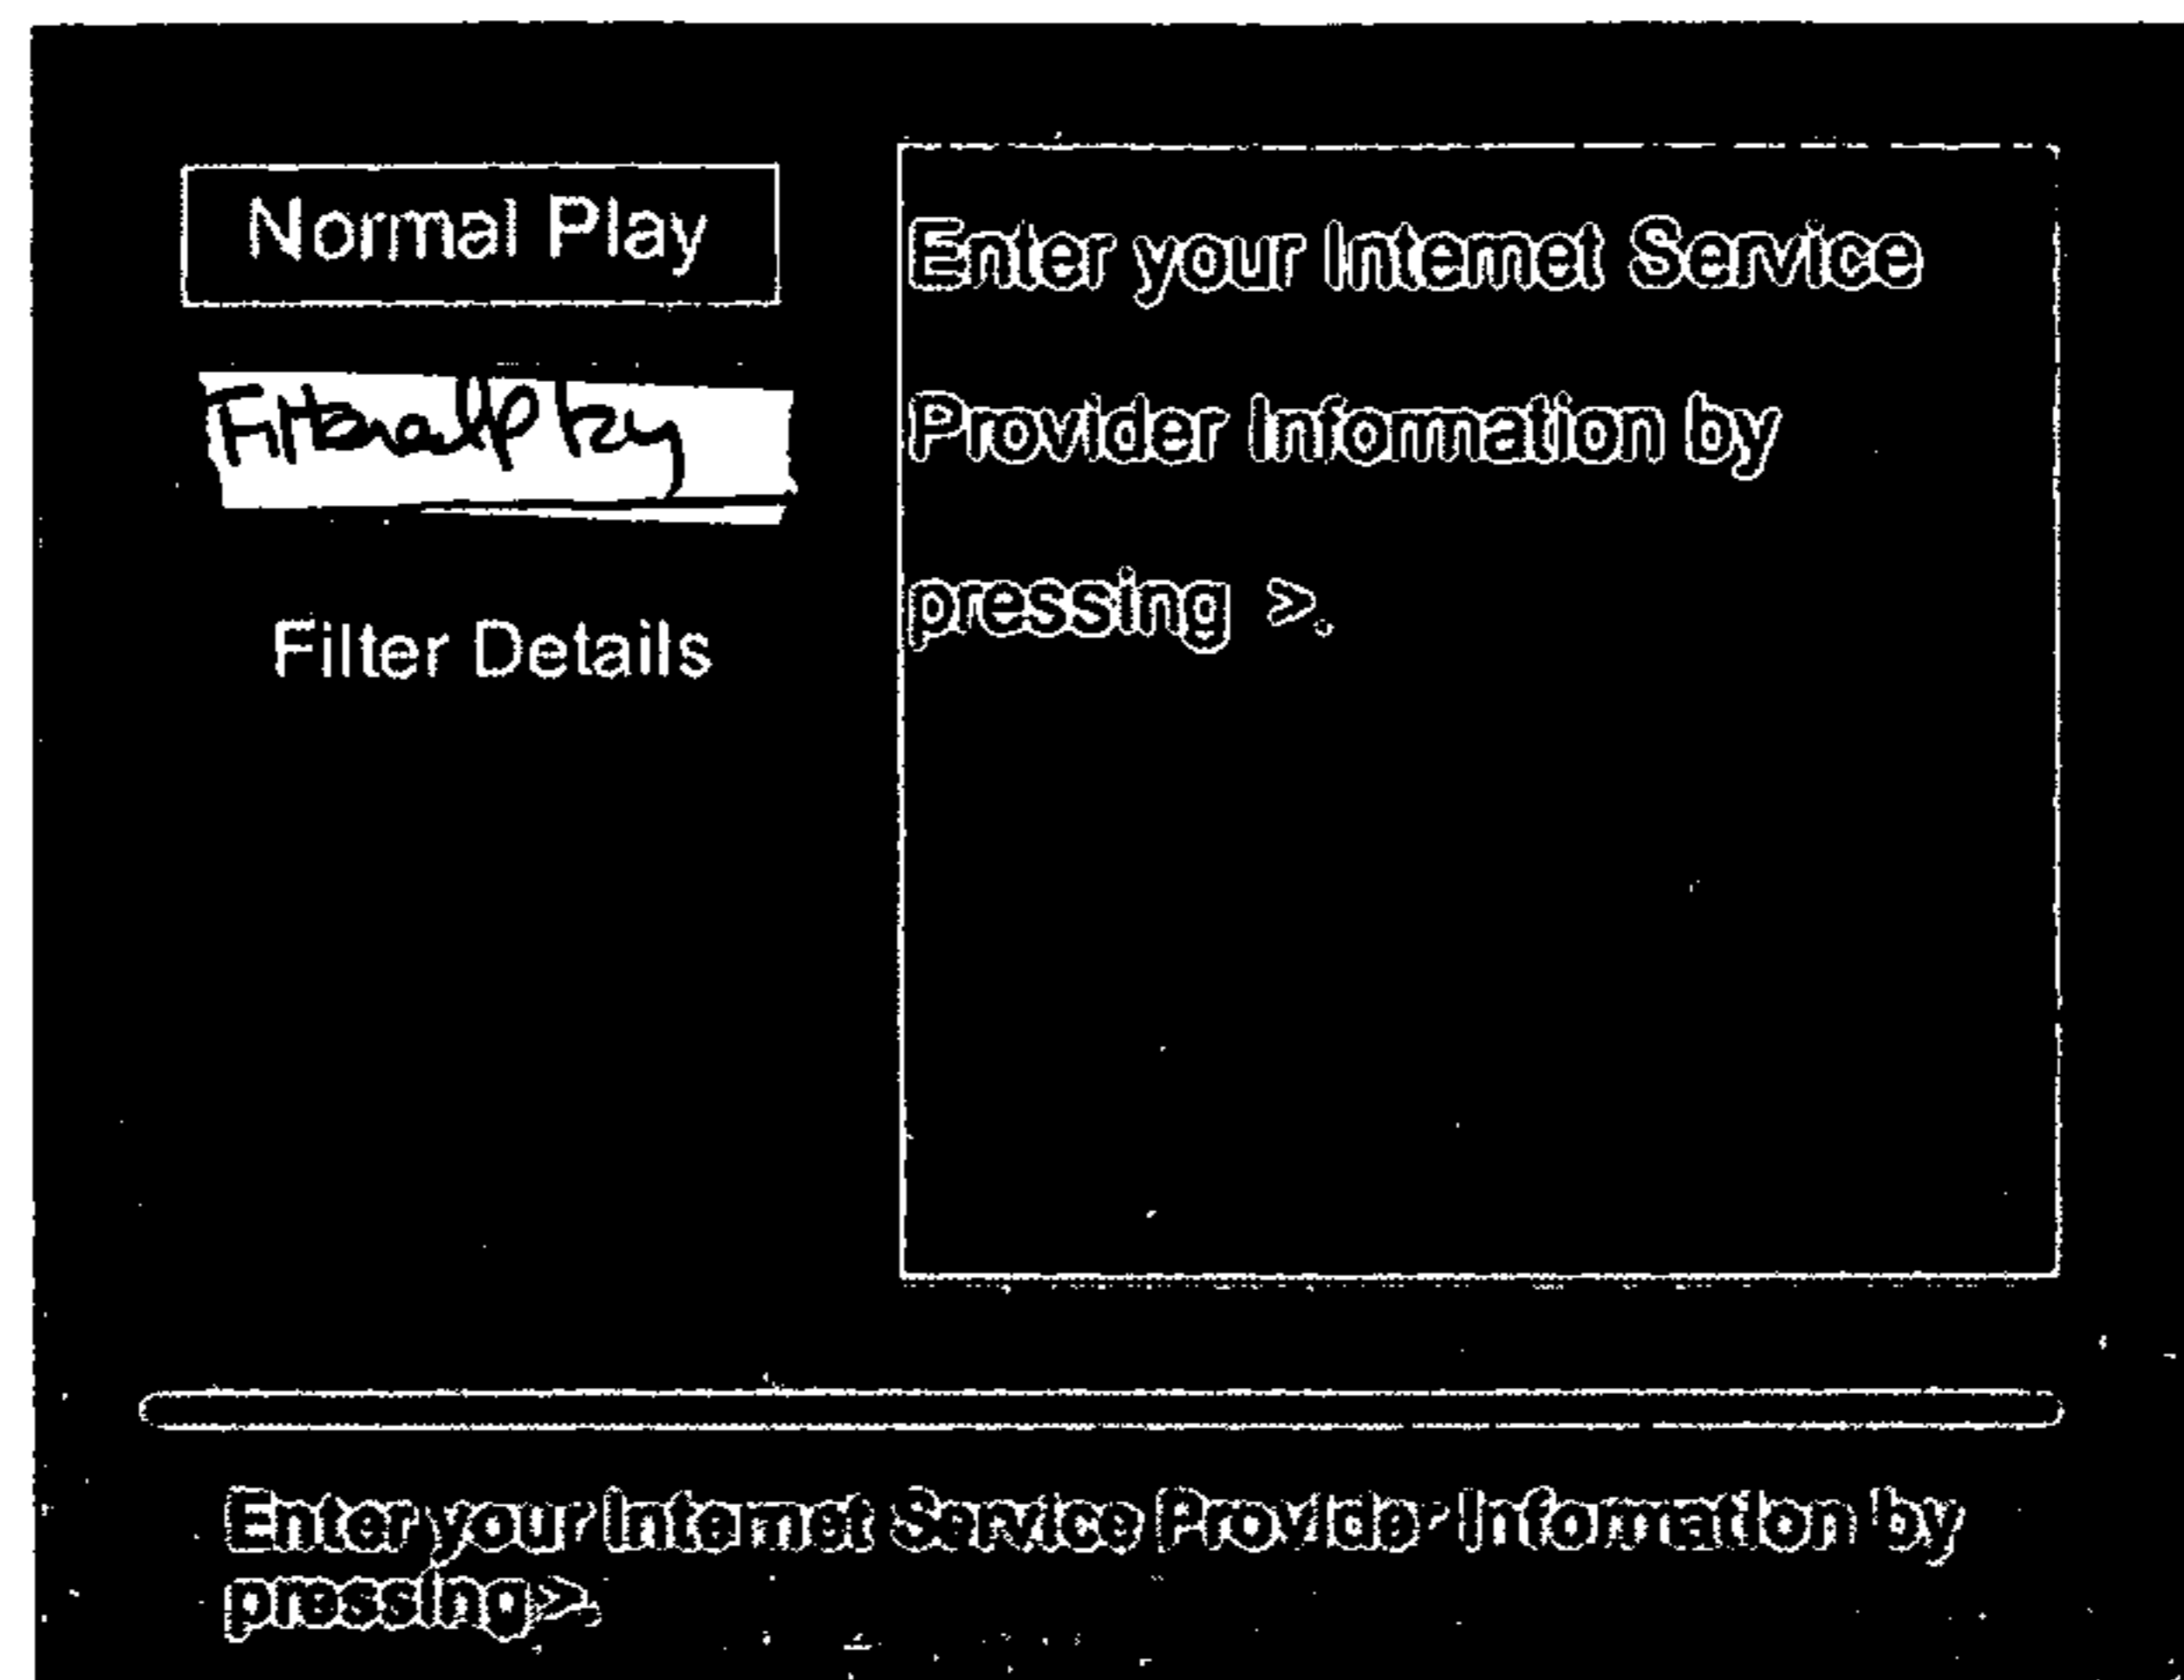 Normal Play
Filter Details
Enter your Internet Service
Provider Information by
pressing >.
Enter your Internet Service Provider Information by
pressing >.